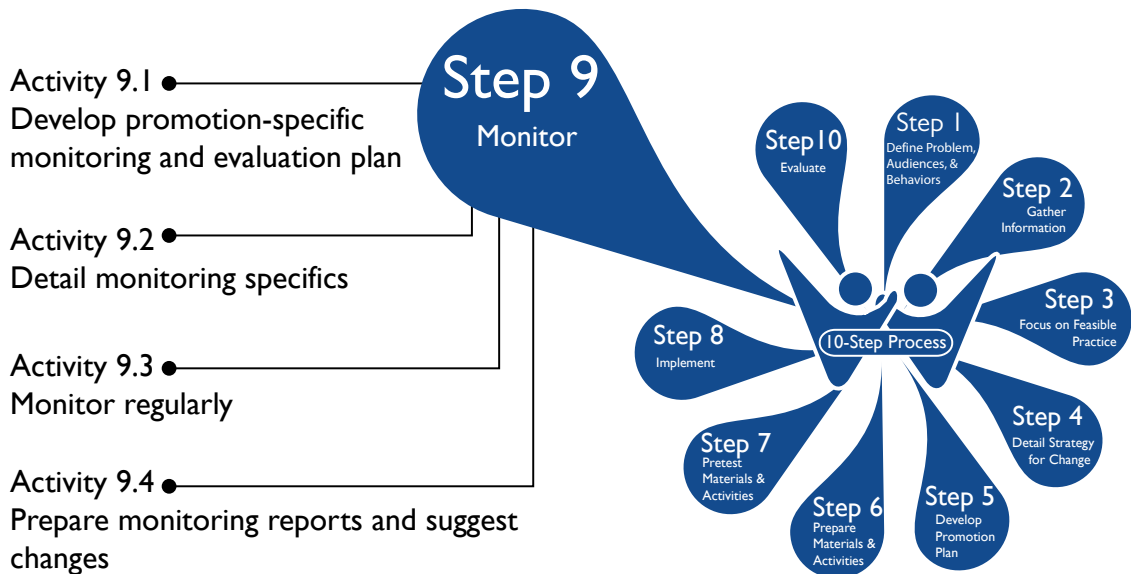 Activity 9.1
Develop promotion-specific
monitoring and evaluation plan
Activity 9.2
Detail monitoring specifics
Activity 9.3
Monitor regularly
Activity 9.4
Prepare monitoring reports and suggest
changes
Step 9
Monitor
Step 1
Define Problem,
Audiences, &
Behaviors
Step 2
Gather
Information
Step 3
Focus on Feasible
Practice
Step 4
Detail Strategy
for Change
Step 5
Develop
Promotion
Plan
Step 6
Prepare
Materials &
Activities
Step 7
Pretest
Materials &
Activities
Step 8
Implement
Step10
Evaluate
10-Step Process